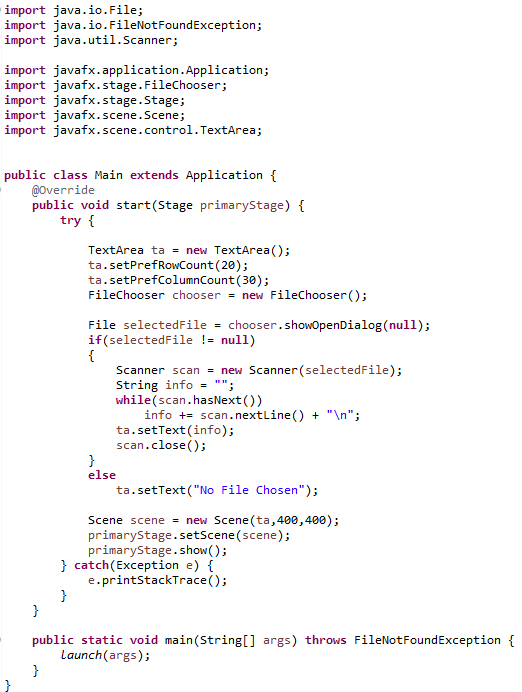 import java.io.File;
import java.io.FileNotFoundException;
import java.util.Scanner;

import javafx.application.Application;
import javafx.stage.FileChooser;
import javafx.stage.Stage;
import javafx.scene.Scene;
import javafx.scene.control.TextArea;


public class Main extends Application {
    @Override
    public void start(Stage primaryStage) {
        try {

            TextArea ta = new TextArea();
            ta.setPrefRowCount(20);
            ta.setPrefColumnCount(30);
            FileChooser chooser = new FileChooser();

            File selectedFile = chooser.showOpenDialog(null);
            if(selectedFile != null)
            {
                Scanner scan = new Scanner(selectedFile);
                String info = "";
                while(scan.hasNext())
                    info += scan.nextLine() + "\n";
                ta.setText(info);
                scan.close();
            }
            else
                ta.setText("No File Chosen");

            Scene scene = new Scene(ta,400,400);
            primaryStage.setScene(scene);
            primaryStage.show();
        } catch(Exception e) {
            e.printStackTrace();
        }
    }

    public static void main(String[] args) throws FileNotFoundException {
        launch(args);
    }
}